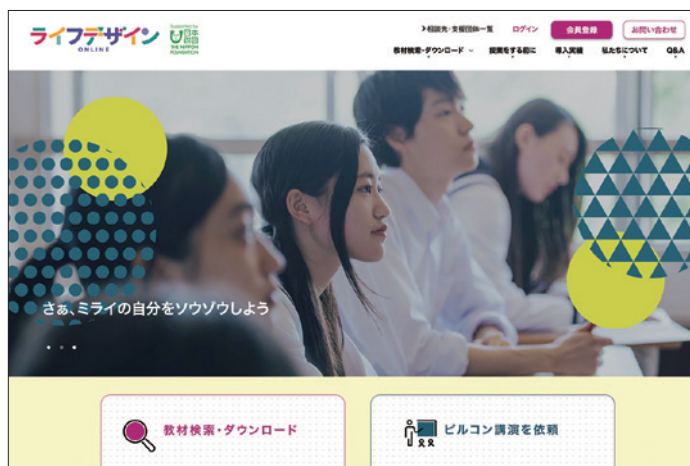 ライフデザイン
ONLINE
Supported by
日本財団
THE NIPPON
FOUNDATION
相談先・支援団体一覧
ログイン
会員登録
お問い合わせ
教材検索・ダウンロード
授業をする前に
導入実績
私たちについて
Q&A
さぁ、ミライの自分をソウゾウしよう
教材検索・ダウンロード
ピルコン講演を依頼